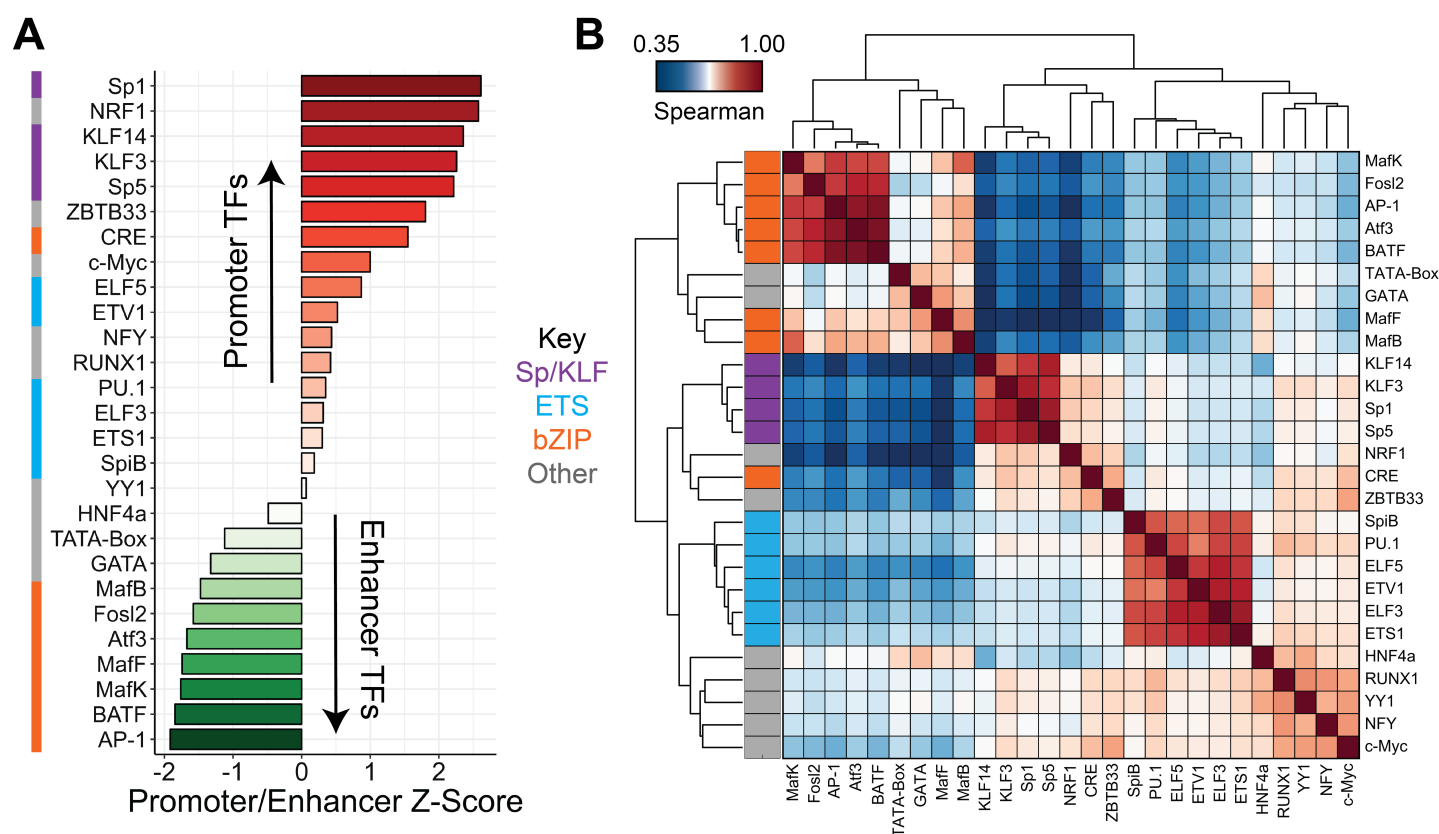 A
Sp1
NRF1
KLF14
KLF3
Sp5
ZBTB33
CRE
c-Myc
ELF5
ETV1
NFY
RUNX1
PU.1
ELF3
ETS1
SpiB
YY1
HNF4a
TATA-Box
GATA
MafB
Fosl2
Atf3
MafF
MafK
BATF
AP-1
Promoter TFs
Enhancer TFs
-2 -1 0 1 2
Promoter/Enhancer Z-Score
Key
Sp/KLF
ETS
bZIP
Other
B
0.35 1.00
Spearman
MafK
Fosl2
AP-1
Atf3
BATF
TATA-Box
GATA
MafF
MafB
KLF14
KLF3
Sp1
Sp5
NRF1
CRE
ZBTB33
SpiB
PU.1
ELF5
ETV1
ELF3
ETS1
HNF4a
RUNX1
YY1
NFY
c-Myc
MafK
Fosl2
AP-1
Atf3
BATF
TATA-Box
GATA
MafF
MafB
KLF14
KLF3
Sp1
Sp5
NRF1
CRE
ZBTB33
SpiB
PU.1
ELF5
ETV1
ELF3
ETS1
HNF4a
RUNX1
YY1
NFY
c-Myc